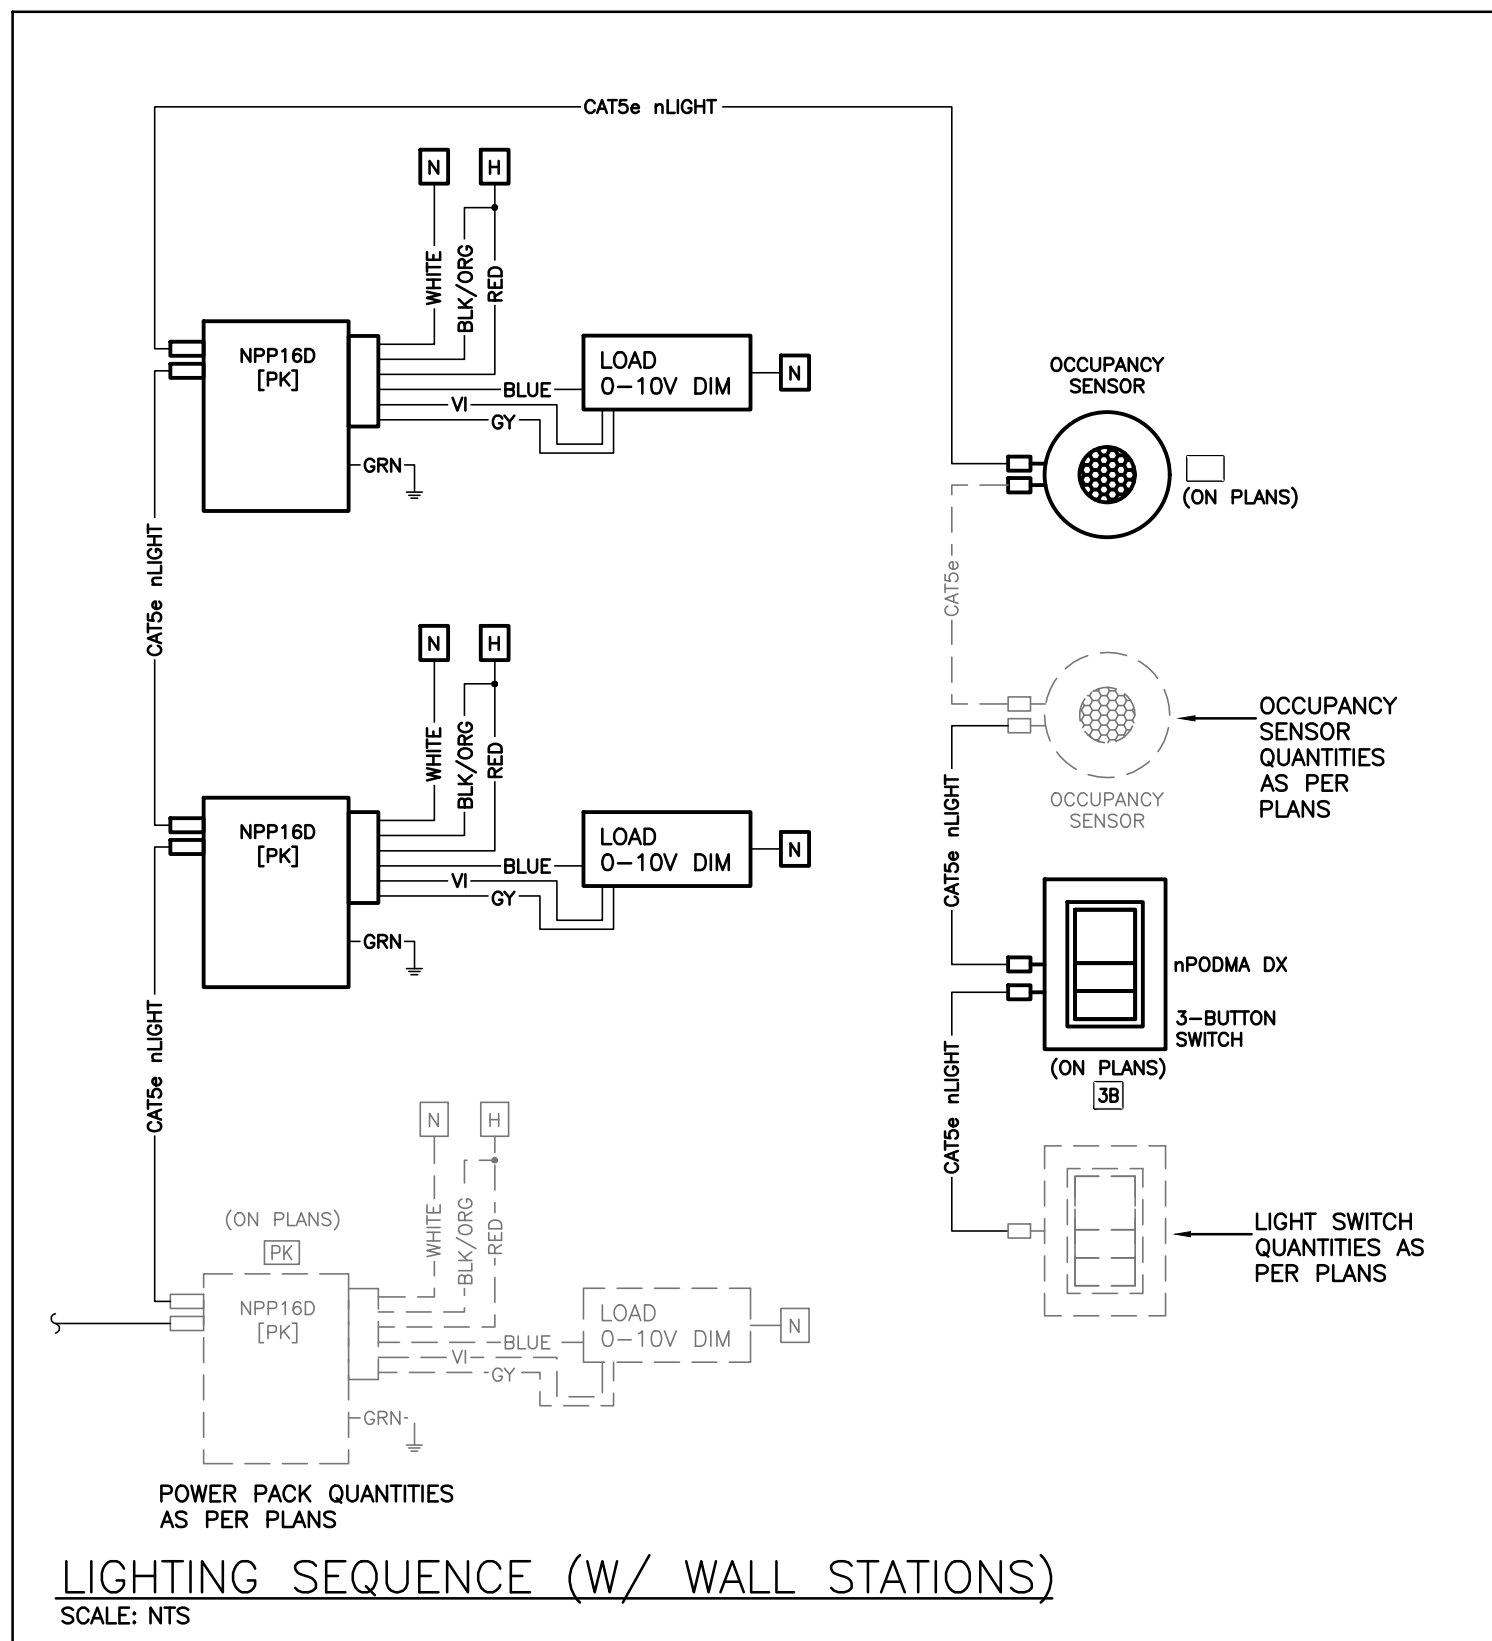 CAT5e nLIGHT
N
H
WHITE
BLK/ORG
RED
NPP16D
[PK]
LOAD
0-10V DIM
N
BLUE
VI
GY
GRN
OCCUPANCY
SENSOR
(ON PLANS)
CAT5e nLIGHT
CAT5e
N
H
WHITE
BLK/ORG
RED
NPP16D
[PK]
LOAD
0-10V DIM
N
BLUE
VI
GY
GRN
OCCUPANCY
SENSOR
OCCUPANCY
SENSOR
QUANTITIES
AS PER
PLANS
CAT5e nLIGHT
nPODMA DX
3-BUTTON
SWITCH
(ON PLANS)
3B
CAT5e nLIGHT
CAT5e nLIGHT
LIGHT SWITCH
QUANTITIES AS
PER PLANS
N
H
WHITE
BLK/ORG
RED
(ON PLANS)
PK
NPP16D
[PK]
LOAD
0-10V DIM
N
BLUE
VI
GY
GRN
POWER PACK QUANTITIES
AS PER PLANS
LIGHTING SEQUENCE (W/ WALL STATIONS)
SCALE: NTS